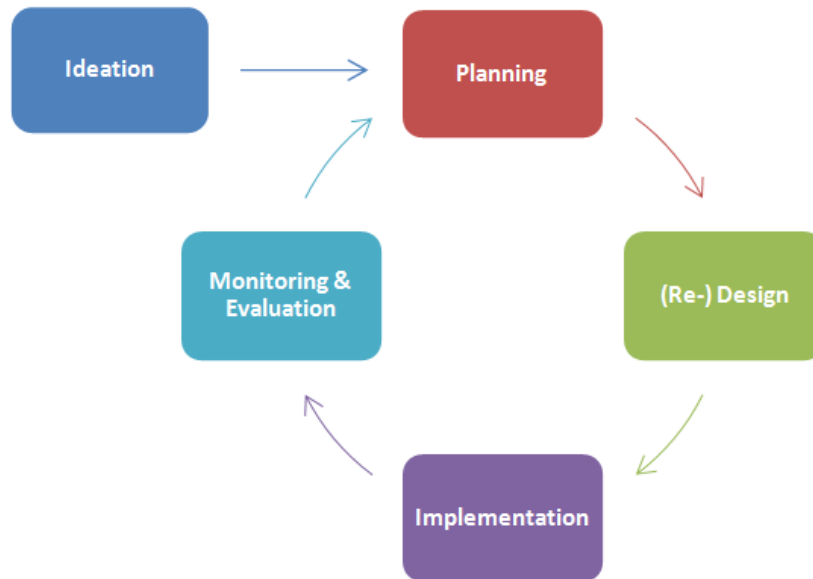 Ideation
Planning
Monitoring &
Evaluation
(Re-) Design
Implementation